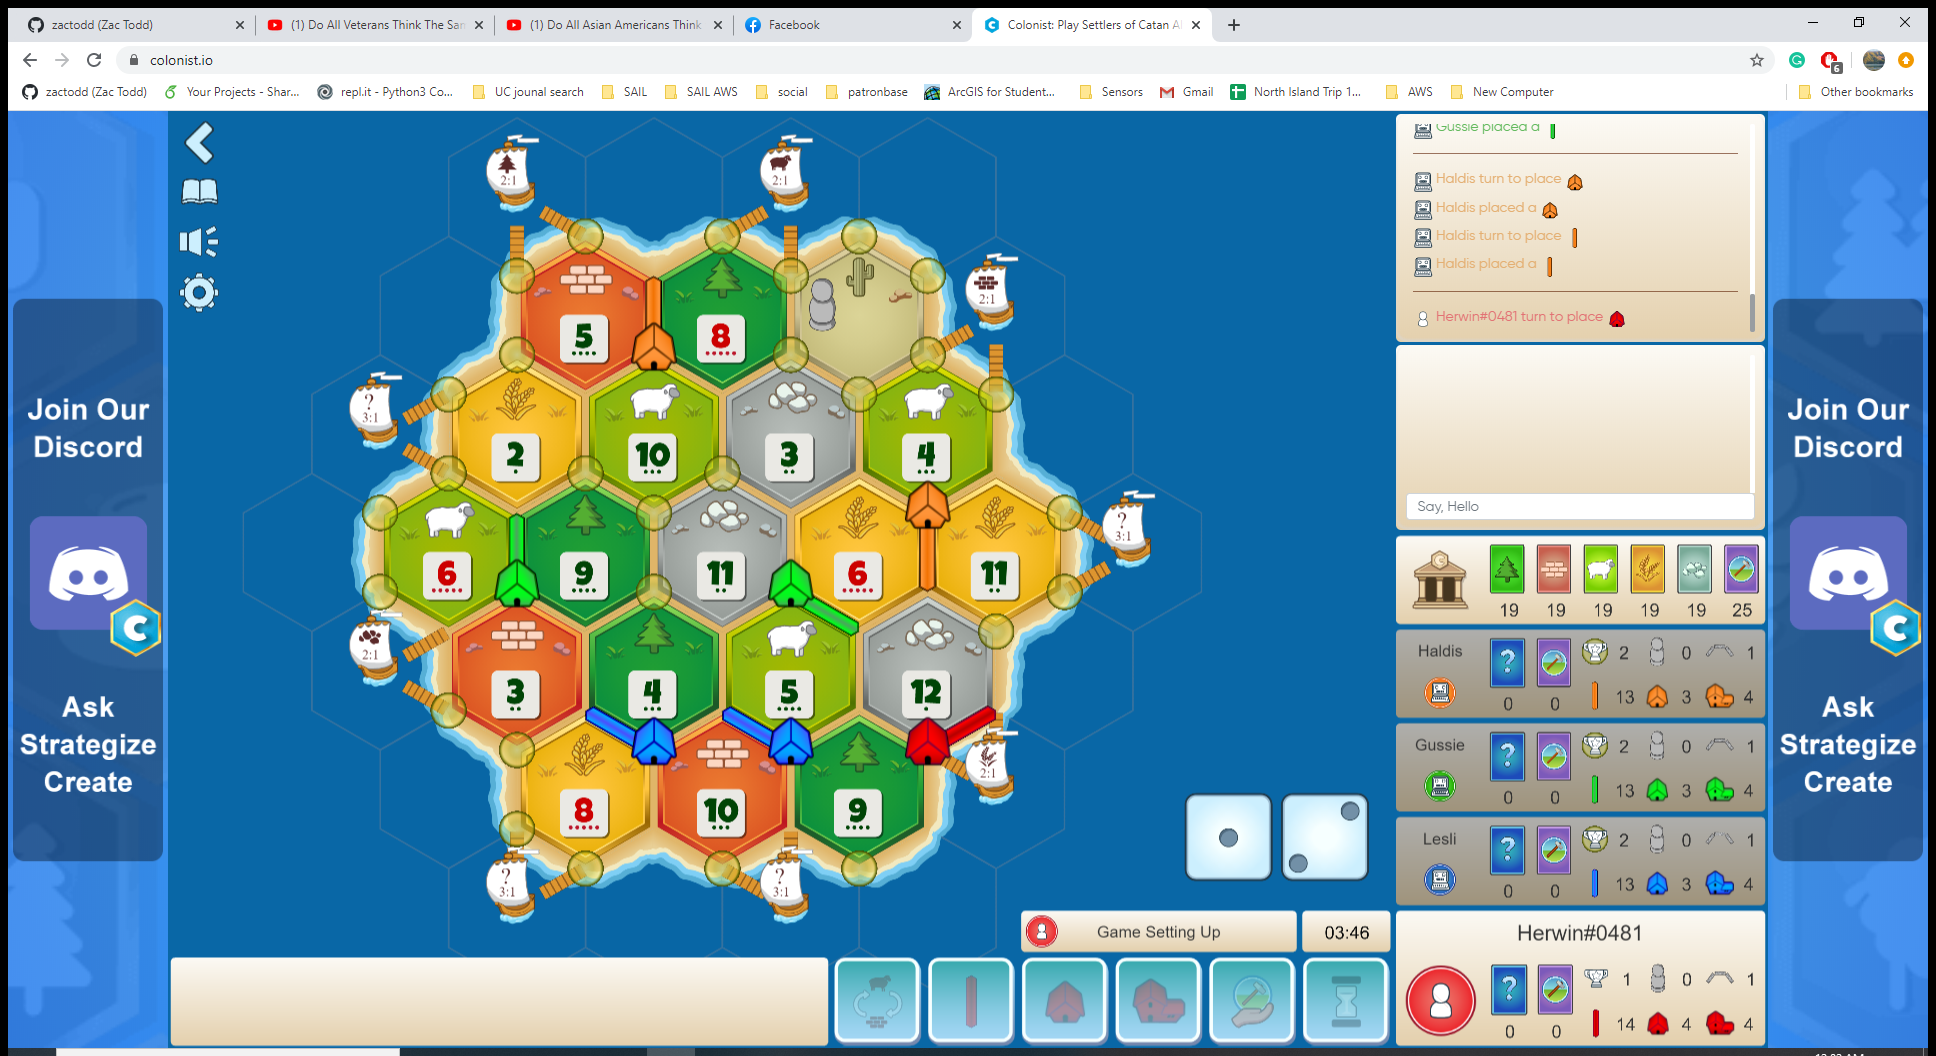 zactodd (Zac Todd)
(1) Do All Veterans Think The San
(1) Do All Asian Americans Think
Facebook
Colonist: Play Settlers of Catan A
colonist.io
6
zactodd (Zac Todd)
Your Projects - Shar...
repl.it - Python3 Co...
UC jounal search
SAIL
SAIL AWS
social
patronbase
ArcGIS for Student...
Sensors
Gmail
North Island Trip 1...
AWS
New Computer
Other bookmarks
Join Our
Discord
C
Ask
Strategize
Create
2:1
2:1
2:1
?
3:1
?
3:1
2:1
2:1
?
3:1
?
3:1
5
8
2
10
3
4
6
9
11
6
11
3
4
5
12
8
10
9
Gussie placed a
Haldis turn to place
Haldis placed a
Haldis turn to place
Haldis placed a
Herwin#0481 turn to place
Say, Hello
19 19 19 19 19 25
Haldis
? 2 0 1
0 0 13 3 4
Gussie
? 2 0 1
0 0 13 3 4
Lesli
? 2 0 1
0 0 13 3 4
Game Setting Up
03:46
Herwin#0481
? 1 0 1
0 0 14 4 4
Join Our
Discord
C
Ask
Strategize
Create